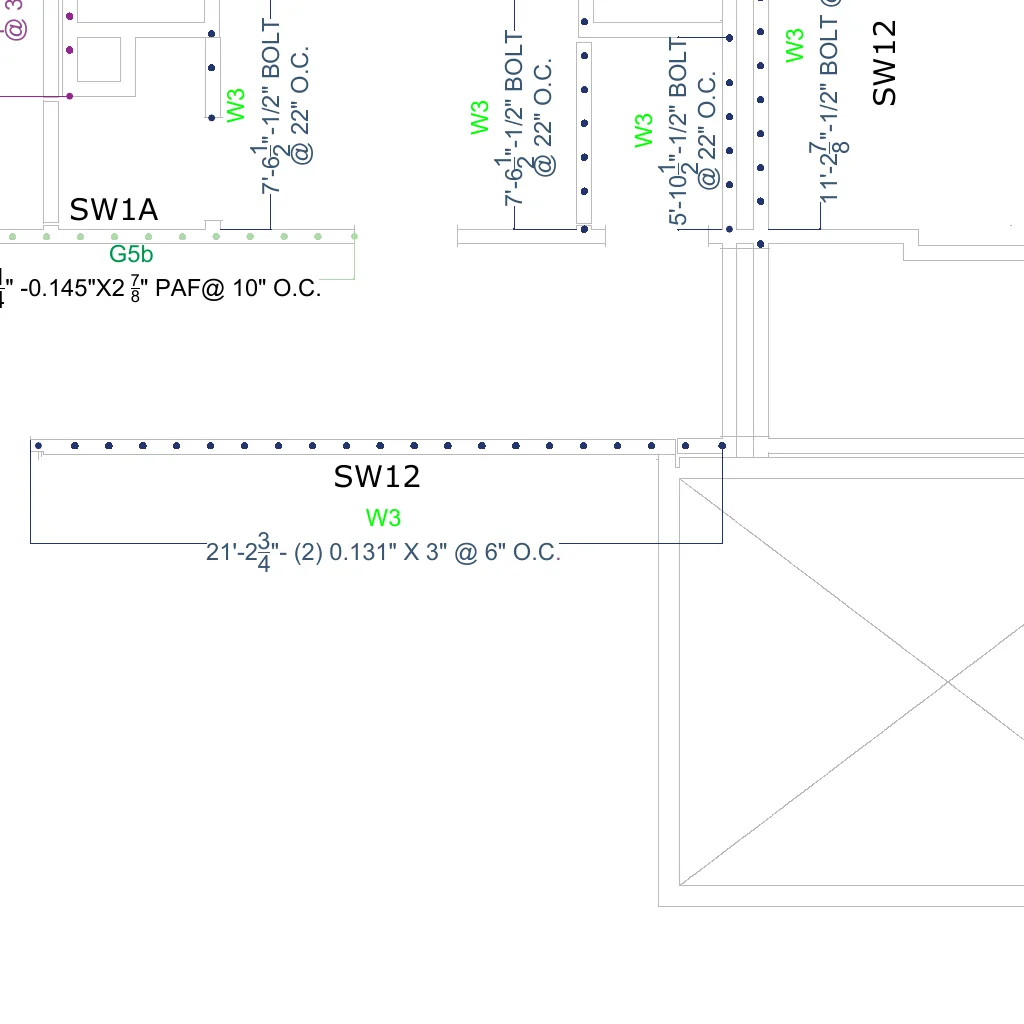 @ 3
W3
7'-6 1/2"-1/2" BOLT
@ 22" O.C.
W3
7'-6 1/2"-1/2" BOLT
@ 22" O.C.
W3
5'-10 1/2"-1/2" BOLT
@ 22" O.C.
W3
11'-2 7/8"-1/2" BOLT @
SW12
SW1A
G5b
/4" -0.145"X2 7/8" PAF@ 10" O.C.
SW12
W3
21'-2 3/4"- (2) 0.131" X 3" @ 6" O.C.